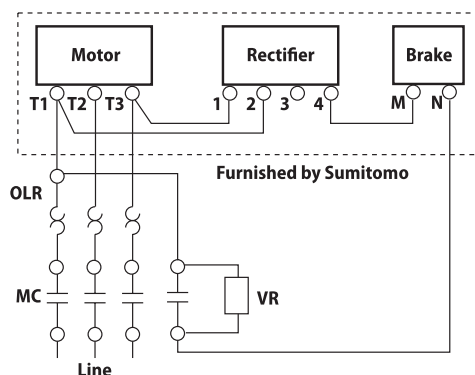 Motor Rectifier Brake
T1 T2 T3 1 2 3 4 M N
Furnished by Sumitomo
OLR
MC VR
Line